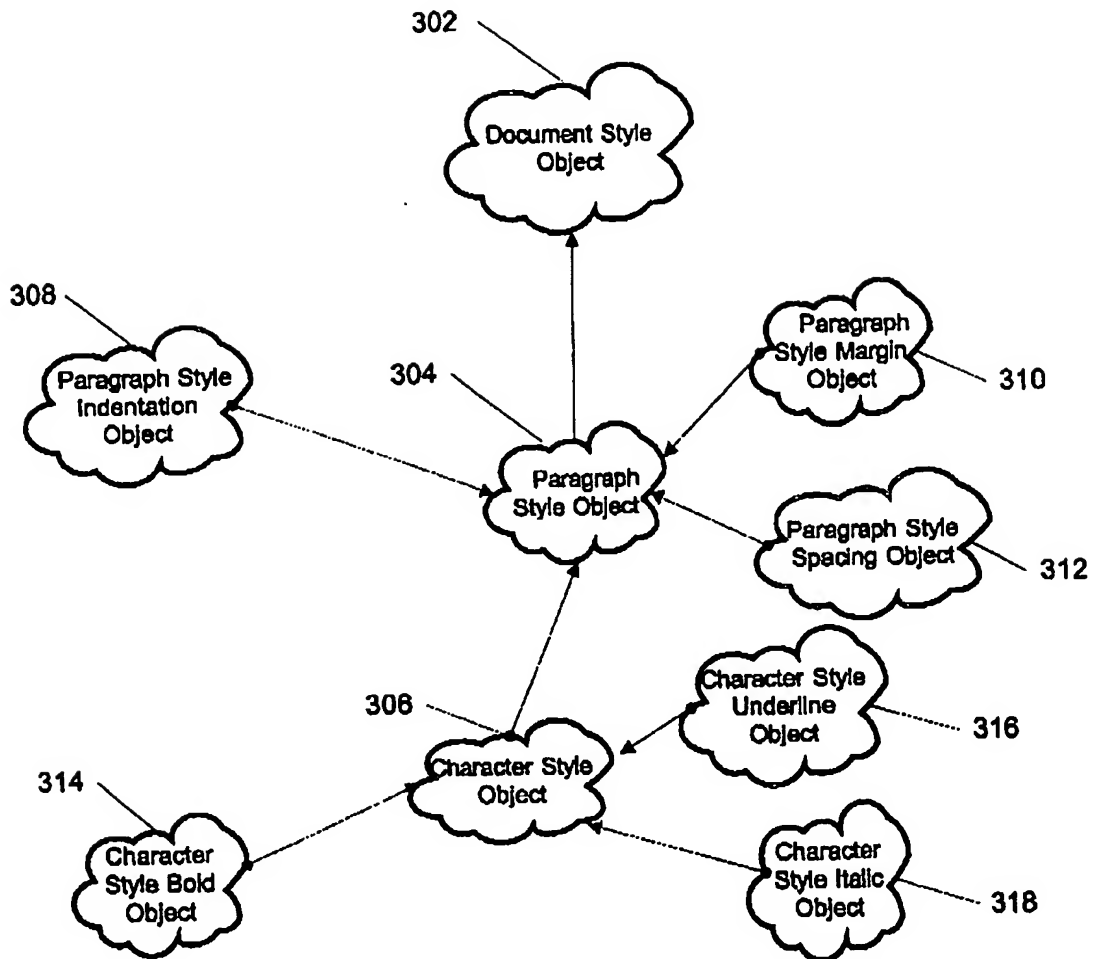 302
Document Style
Object
308
Paragraph Style
Indentation
Object
304
Paragraph
Style Margin
Object
310
Paragraph
Style Object
Paragraph Style
Spacing Object
312
306
Character Style
Underline
Object
316
Character Style
Object
314
Character
Style Bold
Object
Character
Style Italic
Object
318